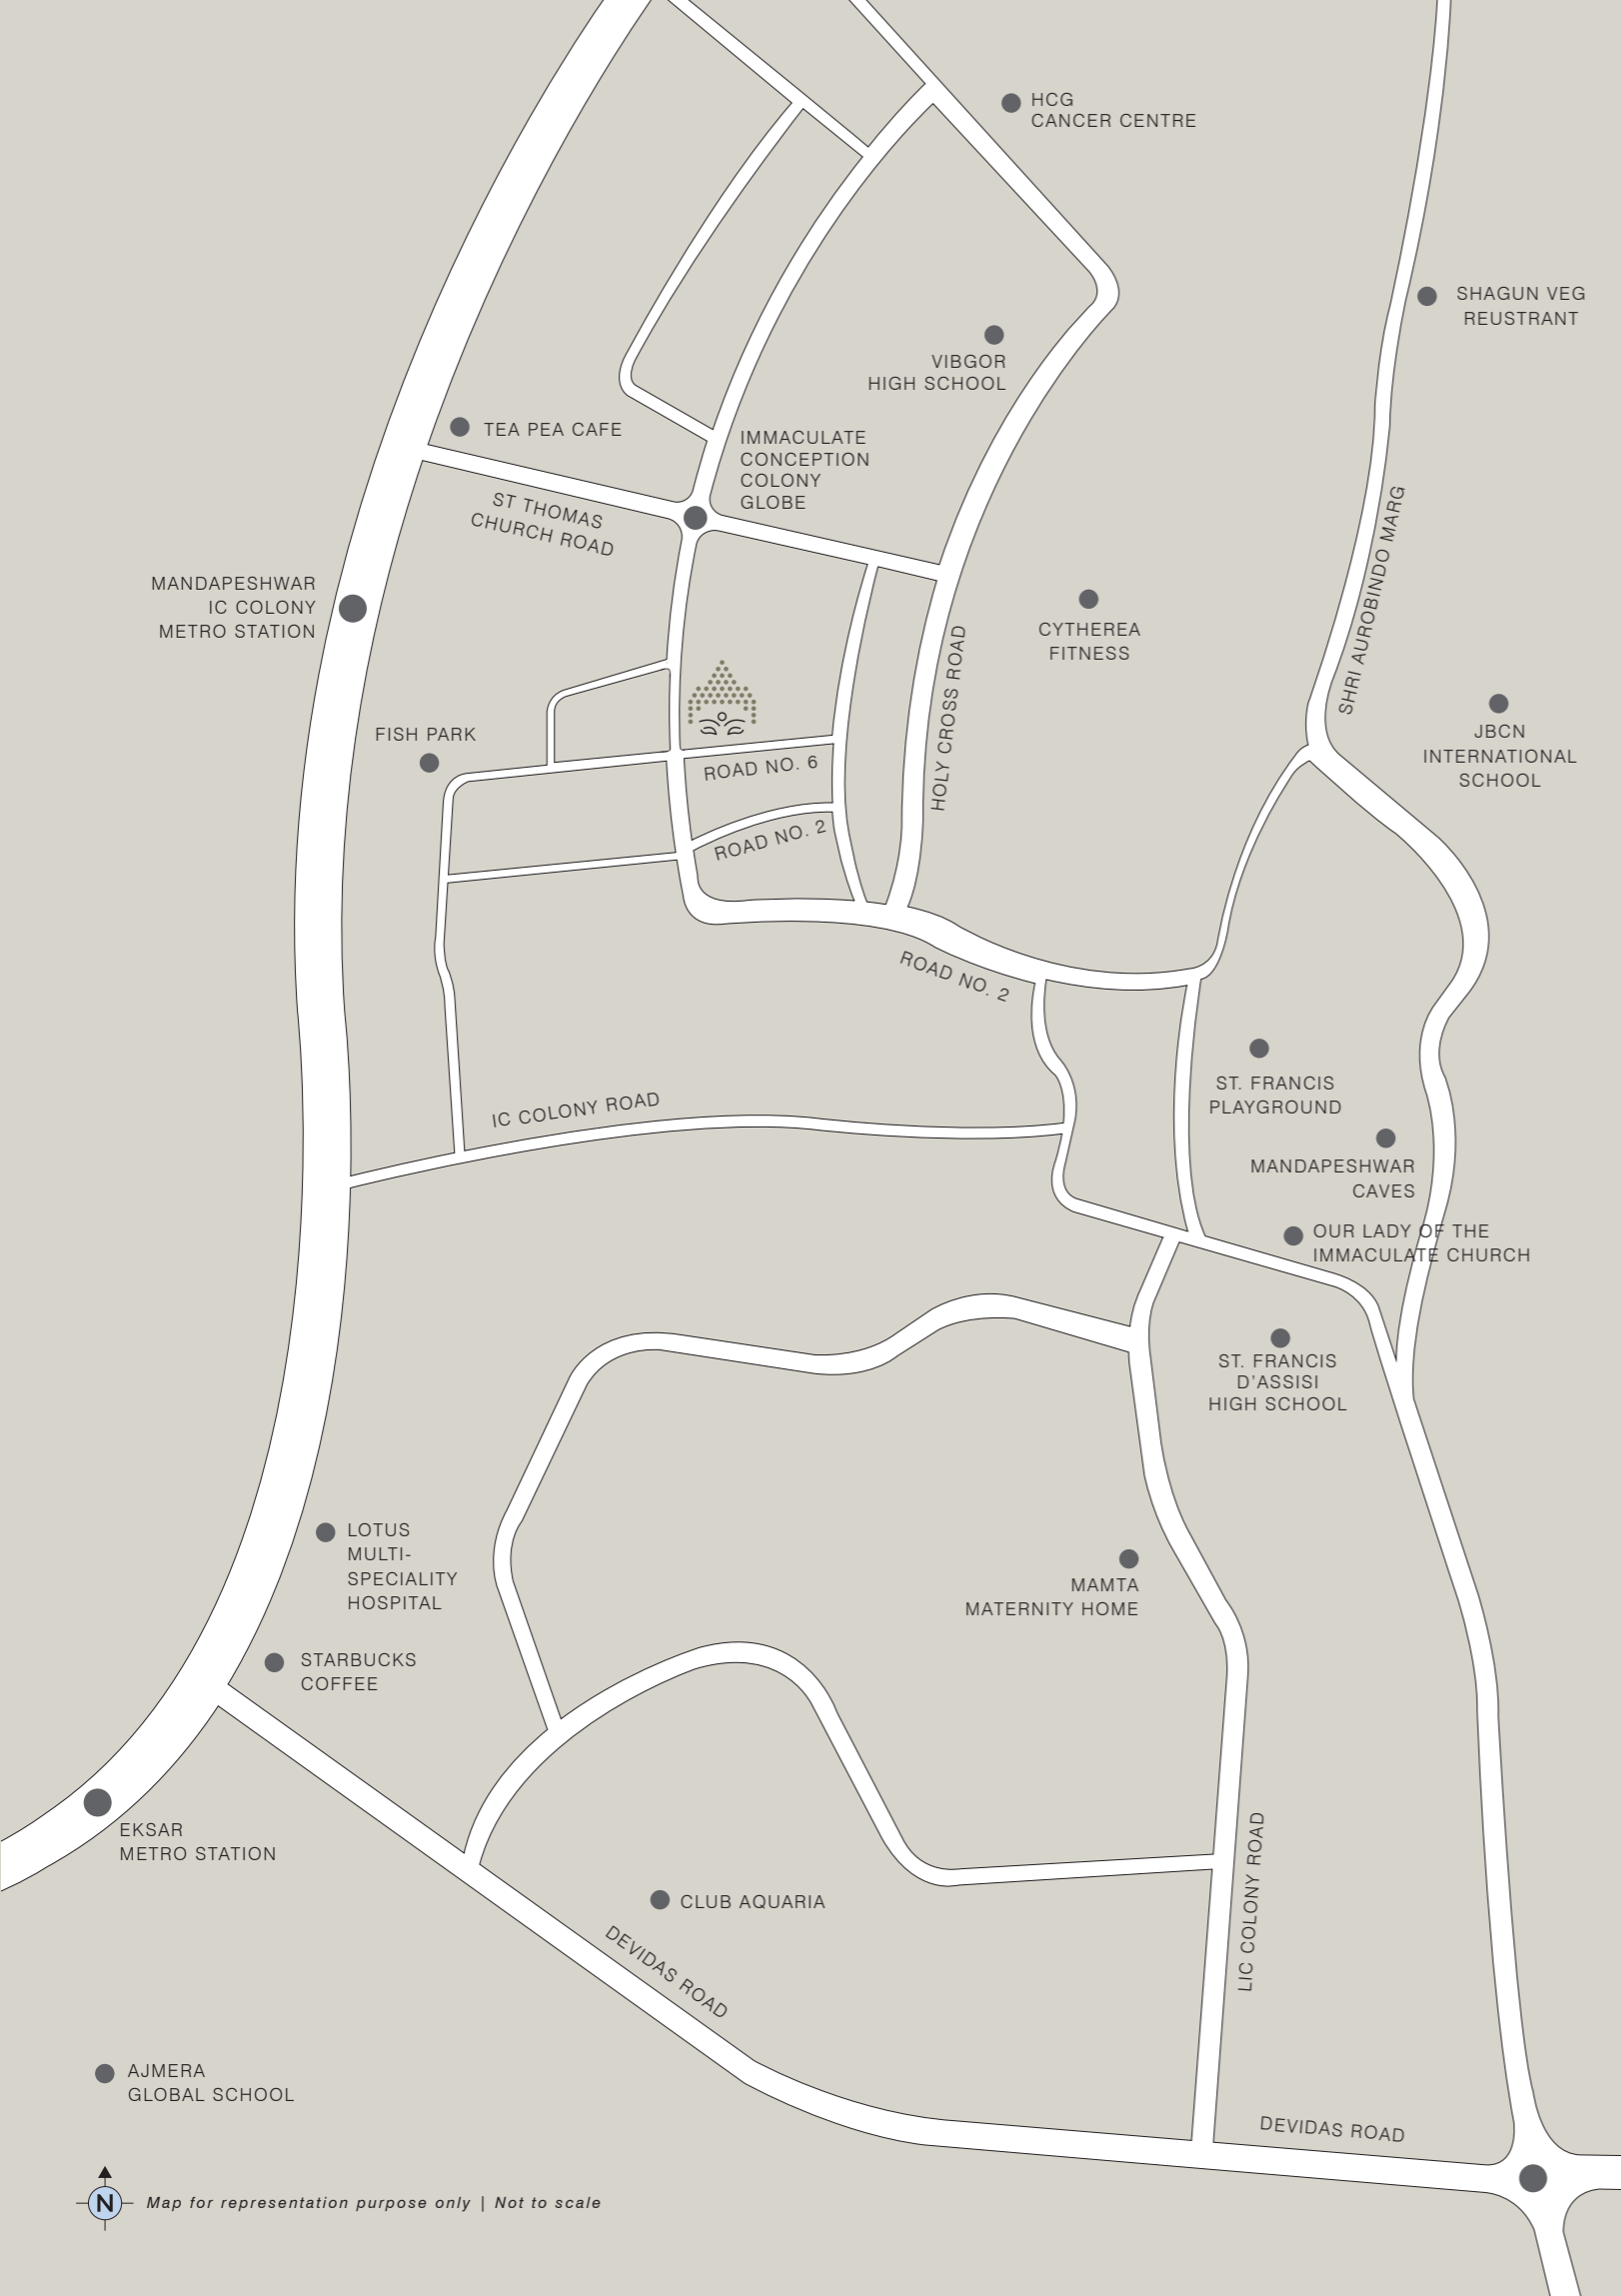 HCG
CANCER CENTRE
SHAGUN VEG
REUSTRANT
VIBGOR
HIGH SCHOOL
TEA PEA CAFE
IMMACULATE
CONCEPTION
COLONY
GLOBE
ST THOMAS
CHURCH ROAD
SHRI AUROBINDO MARG
MANDAPESHWAR
IC COLONY
METRO STATION
CYTHEREA
FITNESS
HOLY CROSS ROAD
JBCN
INTERNATIONAL
SCHOOL
FISH PARK
ROAD NO. 6
ROAD NO. 2
ROAD NO. 2
ST. FRANCIS
PLAYGROUND
IC COLONY ROAD
MANDAPESHWAR
CAVES
OUR LADY OF THE
IMMACULATE CHURCH
ST. FRANCIS
D'ASSISI
HIGH SCHOOL
LOTUS
MULTI-
SPECIALITY
HOSPITAL
MAMTA
MATERNITY HOME
STARBUCKS
COFFEE
EKSAR
METRO STATION
LIC COLONY ROAD
CLUB AQUARIA
DEVIDAS ROAD
AJMERA
GLOBAL SCHOOL
DEVIDAS ROAD
N
Map for representation purpose only | Not to scale